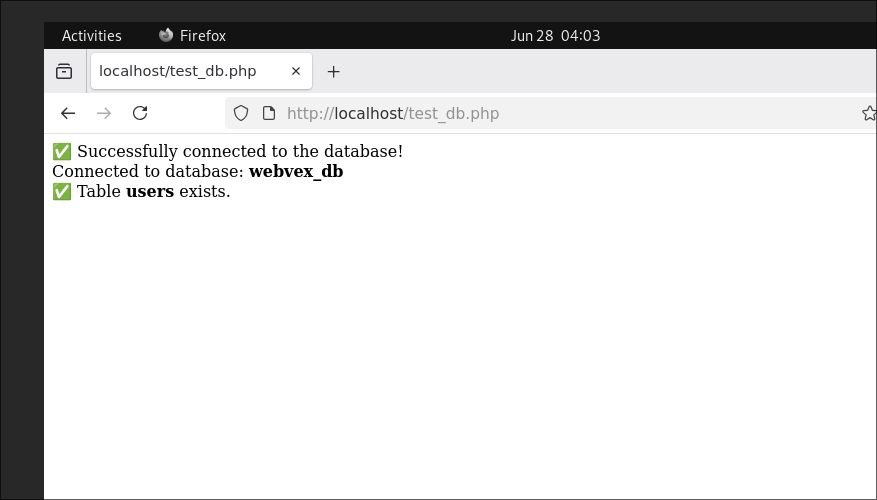 Activities Firefox Jun 28 04:03
localhost/test_db.php
http://localhost/test_db.php
✅ Successfully connected to the database!
Connected to database: webvex_db
✅ Table users exists.